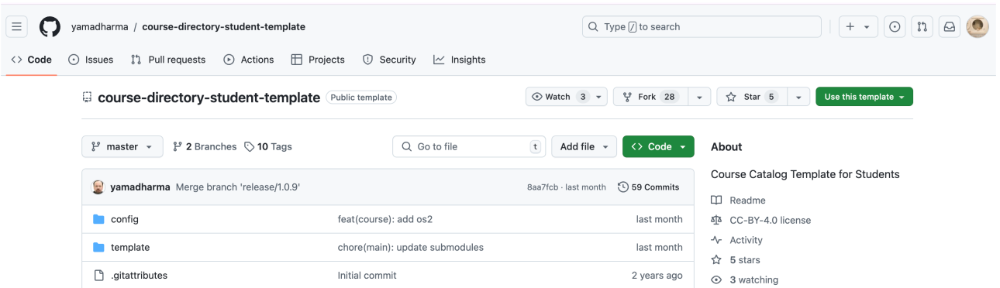 yamadharma / course-directory-student-template
Type / to search
Code Issues Pull requests Actions Projects Security Insights
course-directory-student-template Public template
Watch 3 Fork 28 Star 5 Use this template
master 2 Branches 10 Tags
Go to file t Add file Code
About
Course Catalog Template for Students
yamadharma Merge branch 'release/1.0.9' 8aa7fcb · last month 59 Commits
Readme
config feat(course): add os2 last month
CC-BY-4.0 license
Activity
template chore(main): update submodules last month
5 stars
.gitattributes Initial commit 2 years ago
3 watching